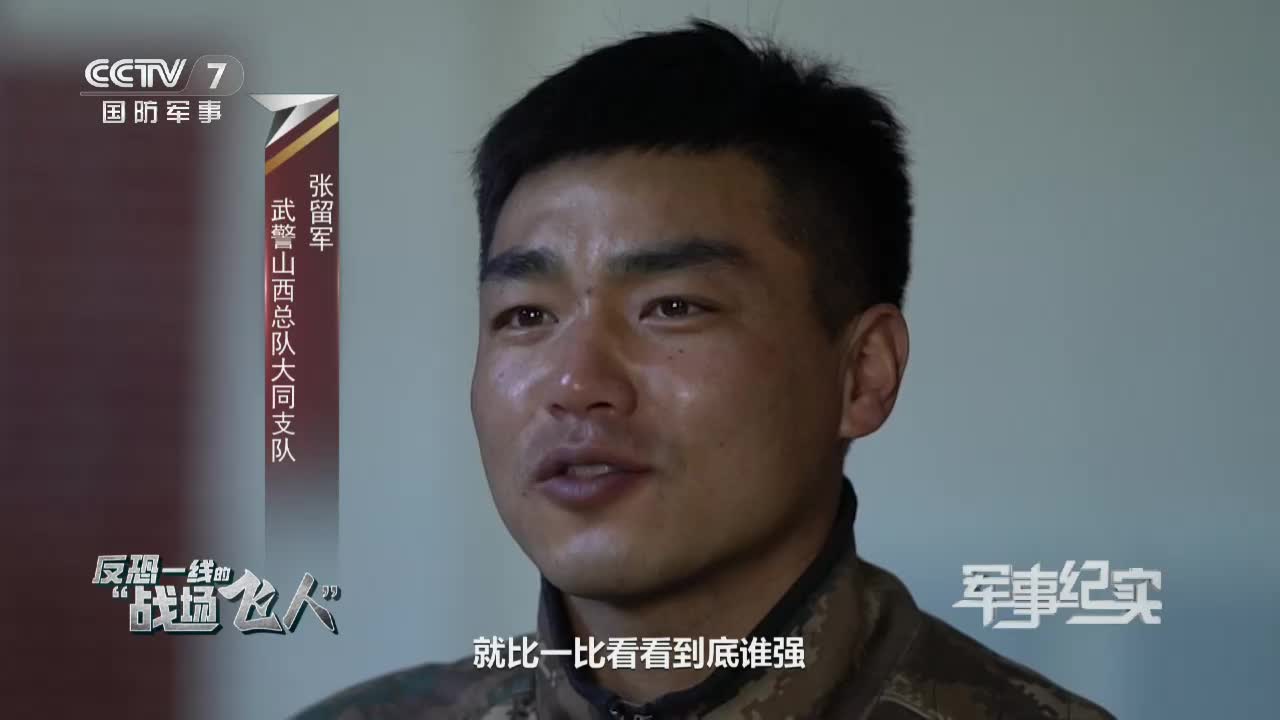 CCTV 7
国防军事
张留军
武警山西总队大同支队
反恐一线的
“战场飞人”
军事纪实
就比一比看看到底谁强